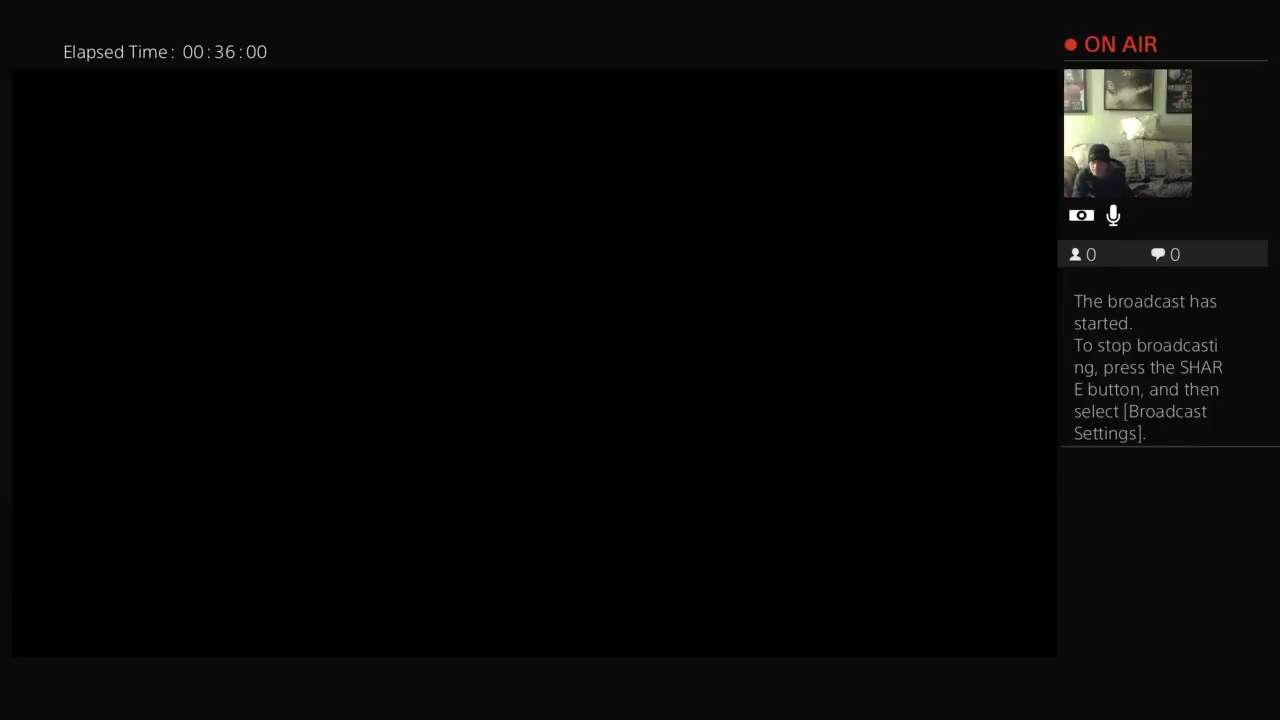 Elapsed Time: 00:36:00
ON AIR
0 0
The broadcast has
started.
To stop broadcasti
ng, press the SHAR
E button, and then
select [Broadcast
Settings].